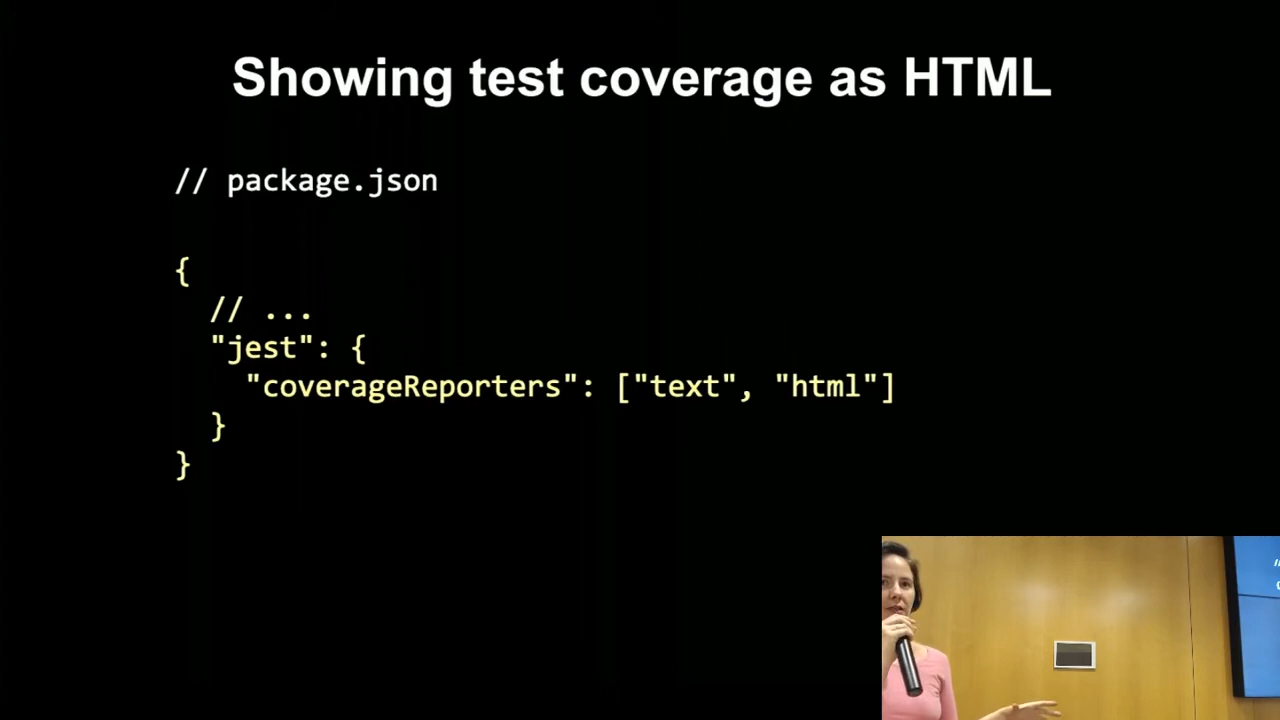 Showing test coverage as HTML
// package.json
{
// ...
"jest": {
"coverageReporters": ["text", "html"]
}
}